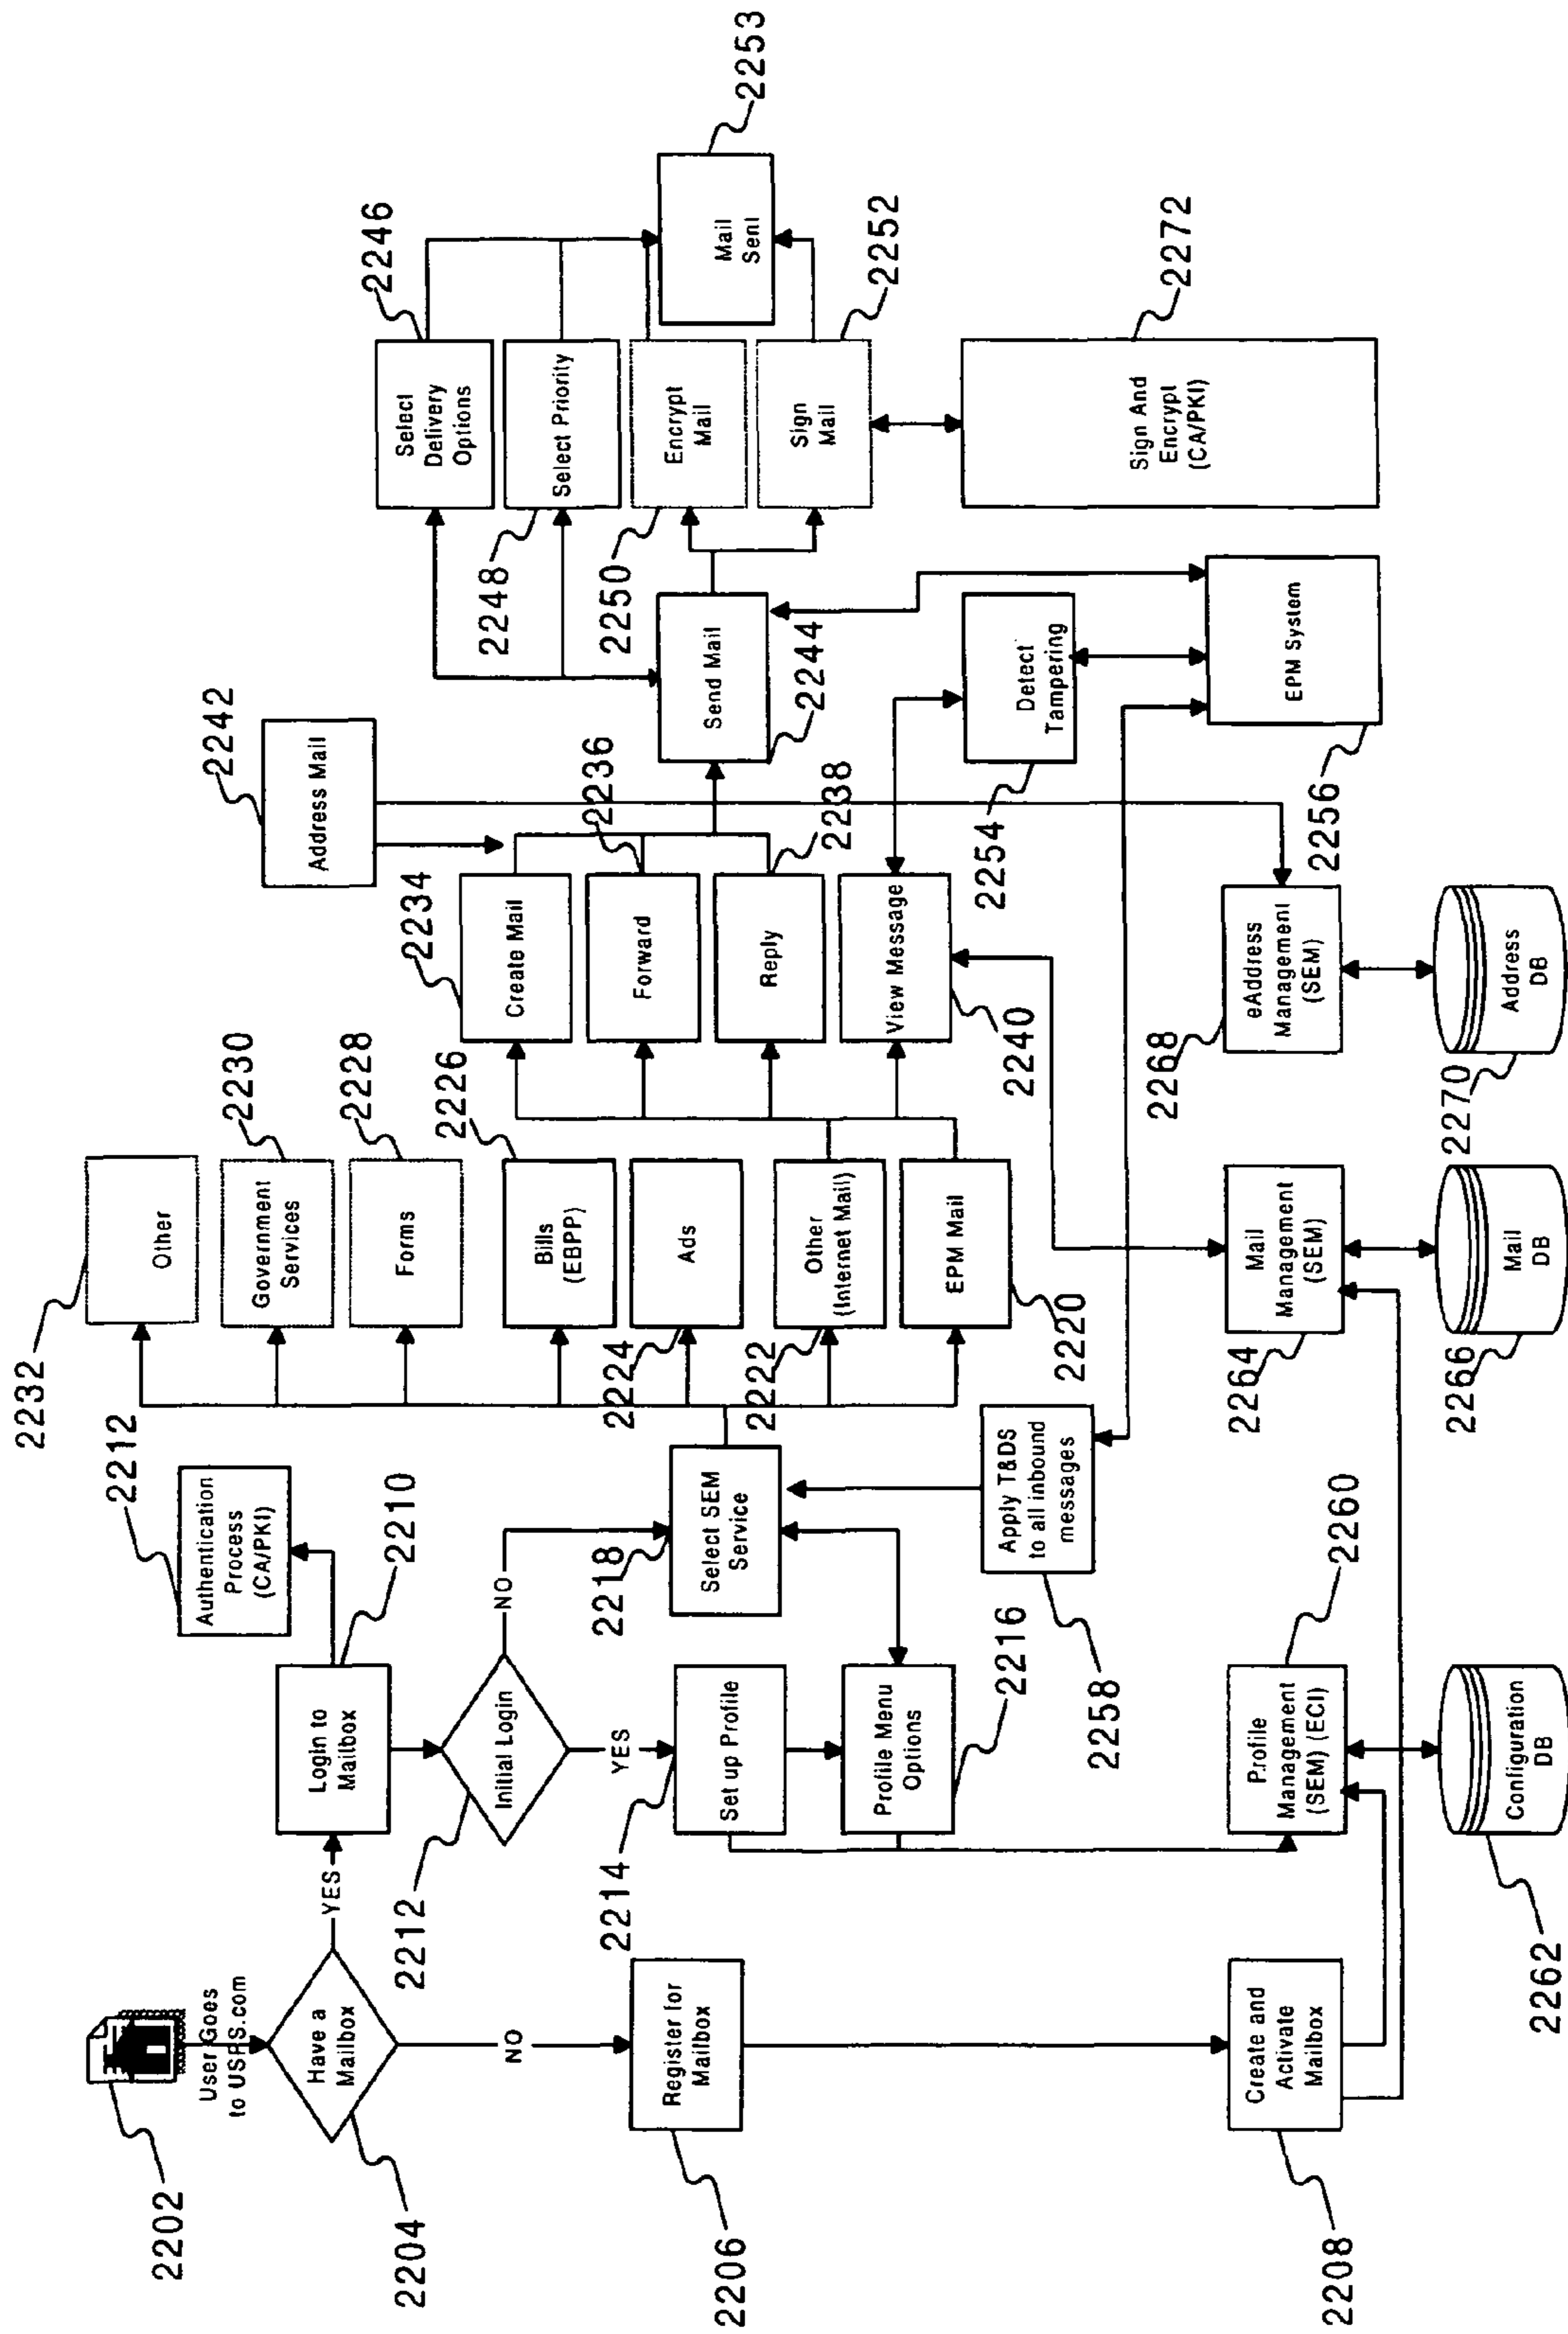 2202
User Goes
to USPS.com
2204
Have a
Mailbox
YES
NO
2206
Register for
Mailbox
2208
Create and
Activate
Mailbox
2210
Login to
Mailbox
2212
Authentication
Process
(CA/PKI)
2212
Initial Login
NO
YES
2214
Set up Profile
2216
Profile Menu
Options
2218
Select SEM
Service
2258
Apply T&DS
to all inbound
messages
2260
Profile
Management
(SEM) (ECI)
2262
Configuration
DB
2232
Other
2230
Government
Services
2228
Forms
2226
Bills
(EBPP)
2224
Ads
2222
Other
(Internet Mail)
2220
EPM Mail
2264
Mail
Management
(SEM)
2266
Mail
DB
2242
Address Mail
2234
Create Mail
2236
Forward
2238
Reply
2240
View Message
2268
eAddress
Management
(SEM)
2270
Address
DB
2244
Send Mail
2254
Detect
Tampering
2256
EPM System
2246
Select
Delivery
Options
2248
Select Priority
2250
Encrypt
Mail
2252
Sign
Mail
2253
Mail
Sent
2272
Sign And
Encrypt
(CA/PKI)